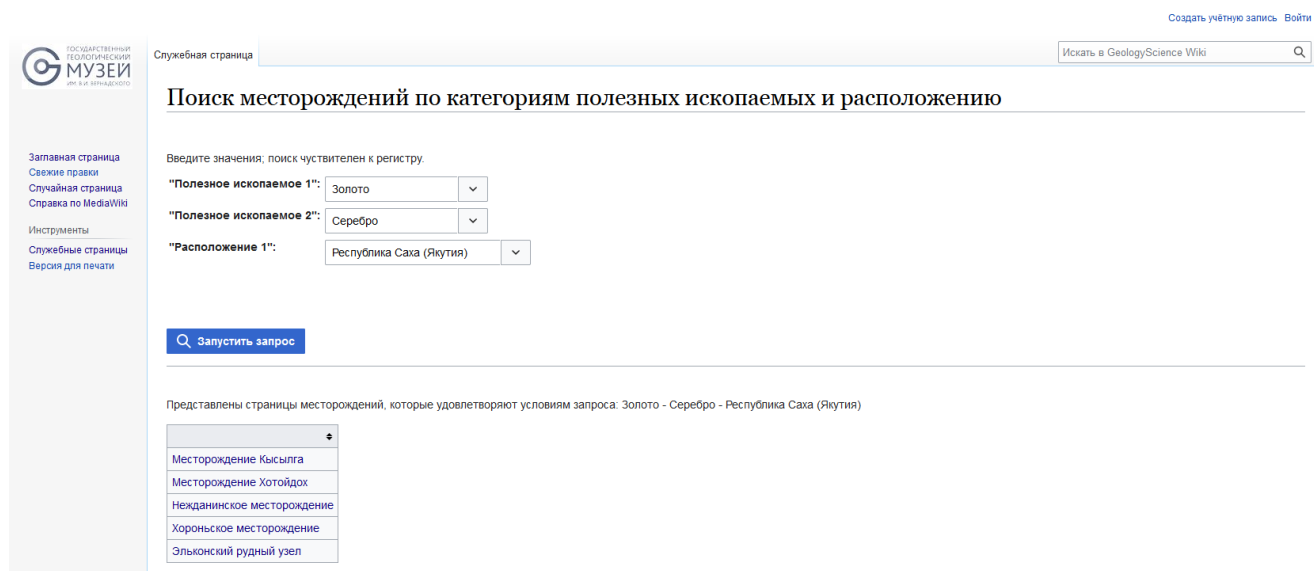 Создать учётную запись Войти
ГОСУДАРСТВЕННЫЙ
ГЕОЛОГИЧЕСКИЙ
МУЗЕЙ
ИМ. В.И. ВЕРНАДСКОГО
Служебная страница
Искать в GeologyScience Wiki
Поиск месторождений по категориям полезных ископаемых и расположению
Заглавная страница
Свежие правки
Случайная страница
Справка по MediaWiki
Инструменты
Служебные страницы
Версия для печати
Введите значения; поиск чуствителен к регистру.
"Полезное ископаемое 1": Золото
"Полезное ископаемое 2": Серебро
"Расположение 1": Республика Саха (Якутия)
Запустить запрос
Представлены страницы месторождений, которые удовлетворяют условиям запроса: Золото - Серебро - Республика Саха (Якутия)
Месторождение Кысылга
Месторождение Хотойдох
Нежданинское месторождение
Хороньское месторождение
Эльконский рудный узел